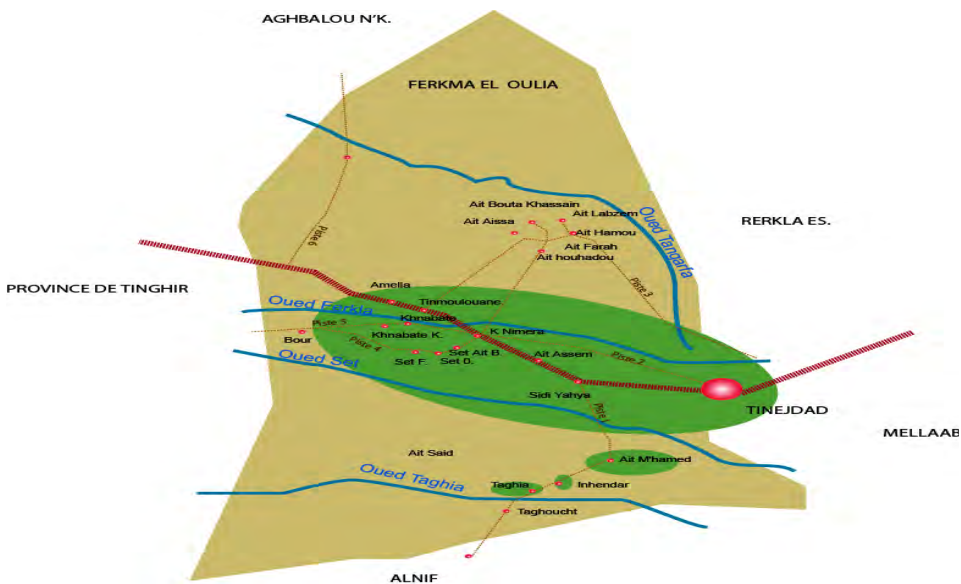 AGHBALOU N'K.
FERKMA EL OULIA
Ait Bouta Khassain
Ait Labzem
Ait Aissa
Ait Hamou
RERKLA ES.
Oued Tangarfa
Ait Farah
Ait houhadou
Piste 6
Piste 3
PROVINCE DE TINGHIR
Amelia
Oued Ferkla
Tinmoulouane
Piste 5
Khnabate
Khnabate K.
K Nimera
Bour
Piste 4
Set Ait B.
Set F.
Set B.
Ait Assem
Piste 2
Oued Sat
Sidi Yahya
TINEJDAD
Piste 1
MELLAAB
Ait Said
Ait M'hamed
Oued Taghia
Taghia
Inhendar
Taghoucht
ALNIF